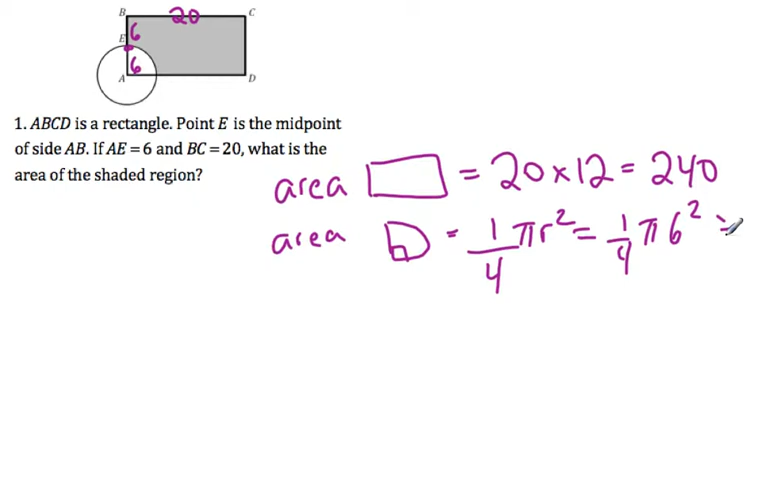 B 20 C
6
E
6
A D
1. ABCD is a rectangle. Point E is the midpoint
of side AB. If AE = 6 and BC = 20, what is the
area of the shaded region?
area = 20 x 12 = 240
area = 1/4 πr² = 1/4 π6² =